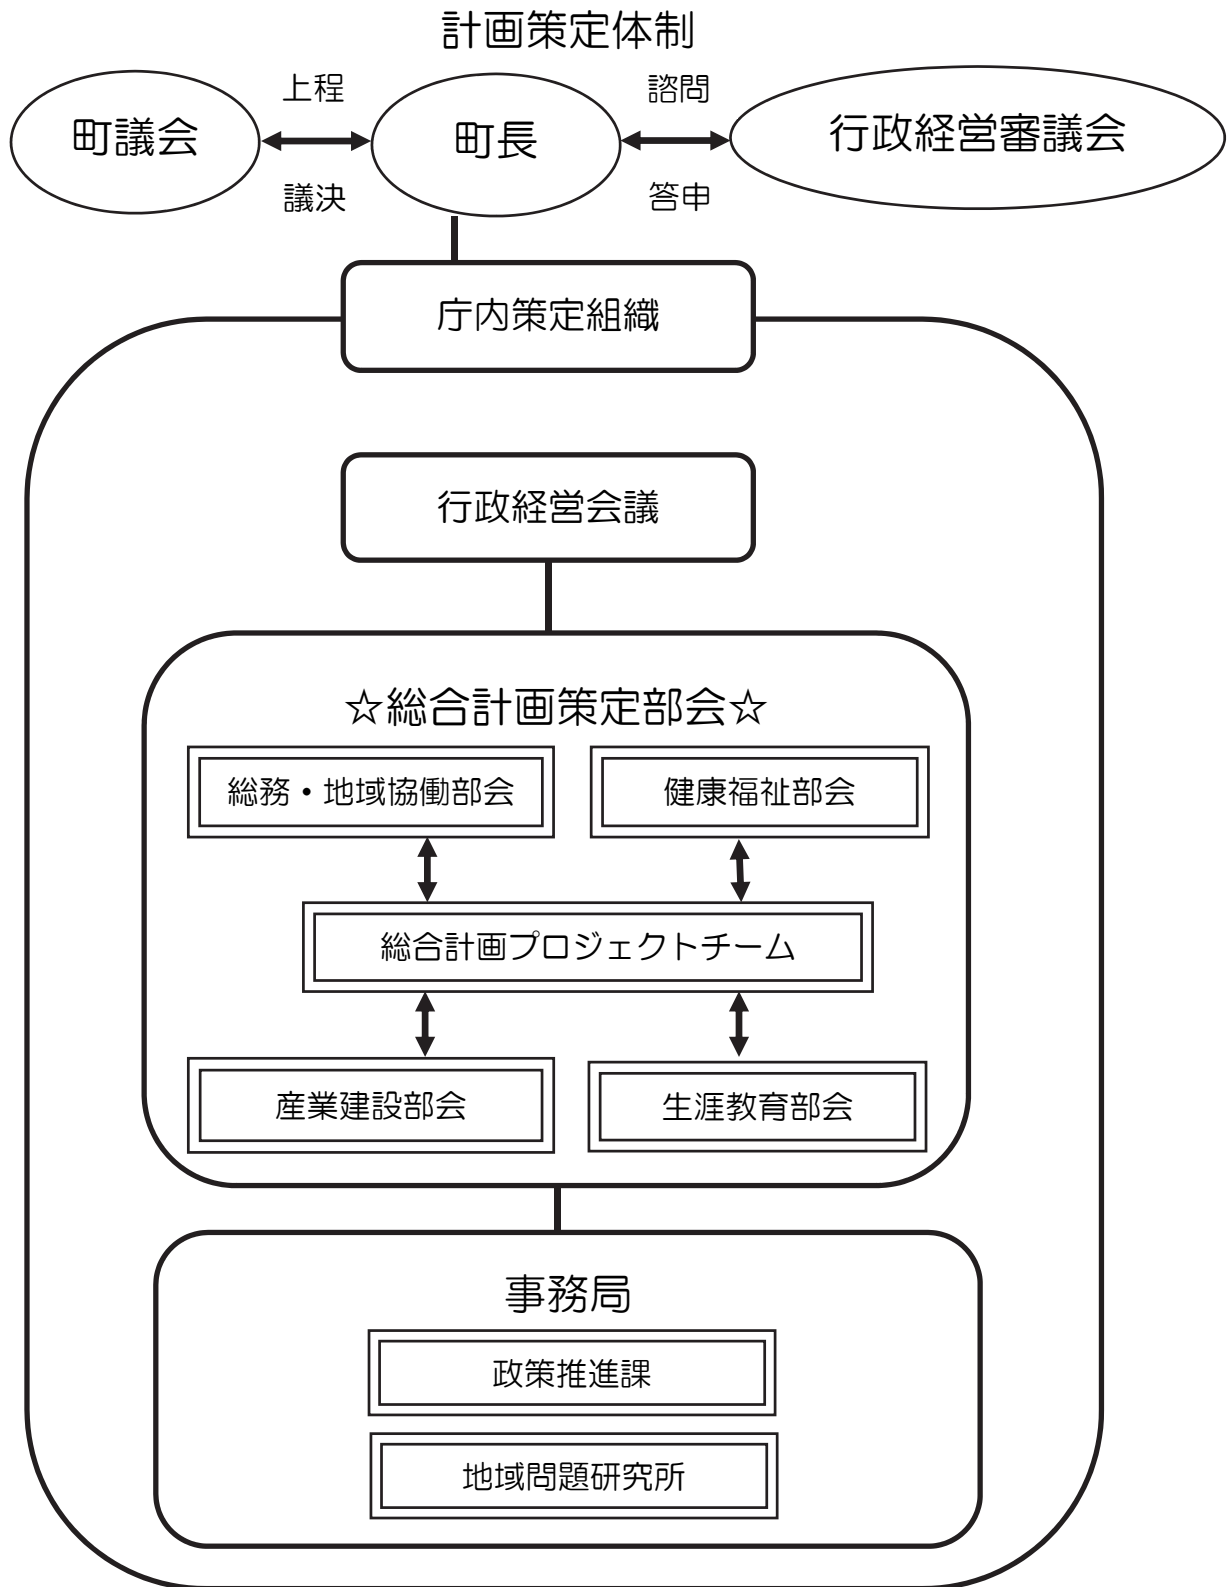 計画策定体制
上程
諮問
町議会
町長
行政経営審議会
議決
答申
庁内策定組織
行政経営会議
☆総合計画策定部会☆
総務・地域協働部会
健康福祉部会
総合計画プロジェクトチーム
産業建設部会
生涯教育部会
事務局
政策推進課
地域問題研究所